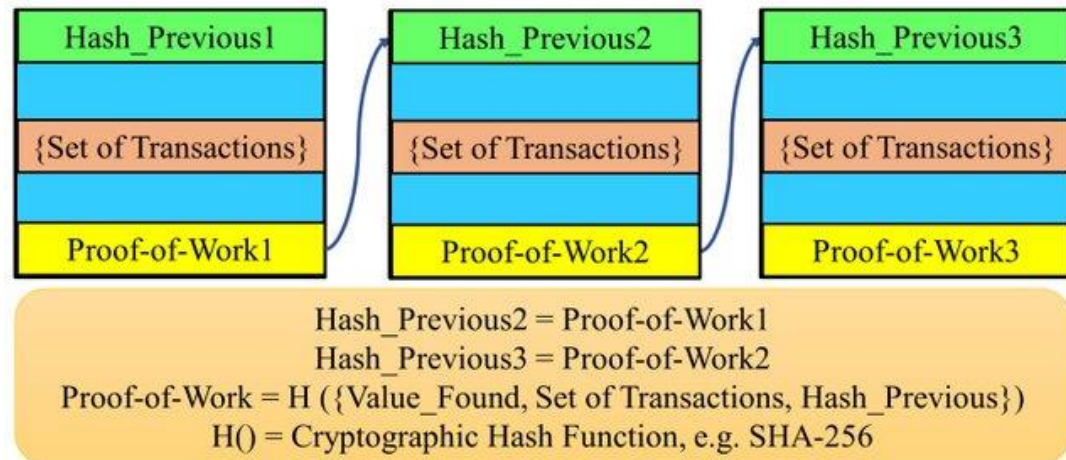 Hash_Previous1
{Set of Transactions}
Proof-of-Work1
Hash_Previous2
{Set of Transactions}
Proof-of-Work2
Hash_Previous3
{Set of Transactions}
Proof-of-Work3
Hash_Previous2 = Proof-of-Work1
Hash_Previous3 = Proof-of-Work2
Proof-of-Work = H ({Value_Found, Set of Transactions, Hash_Previous})
H() = Cryptographic Hash Function, e.g. SHA-256